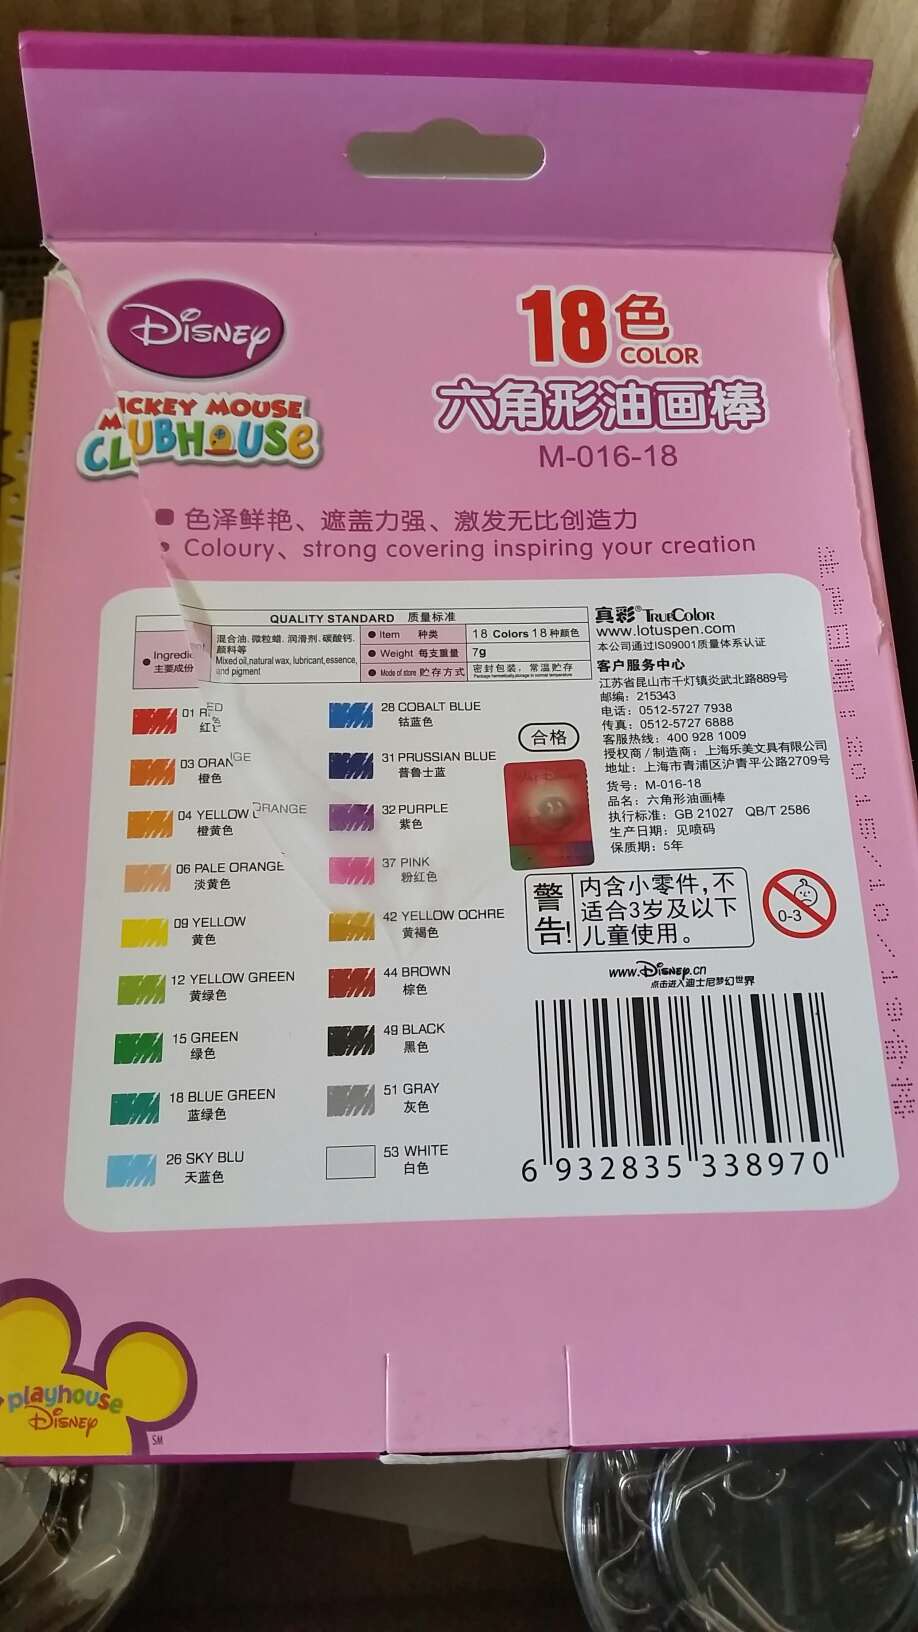 Disney
MICKEY MOUSE
CLUBHOUSE
18色
COLOR
六角形油画棒
M-016-18
色泽鲜艳、遮盖力强、激发无比创造力
Coloury、strong covering inspiring your creation
QUALITY STANDARD 质量标准
Ingredient
主要成份
混合油.微粒蜡.润滑剂.碳酸钙.
颜料等
Mixed oil,natural wax, lubricant,essence,
and pigment
Item 种类 18 Colors 18种颜色
Weight 每支重量 7g
Mode of store 贮存方式 密封包装，常温贮存
01 RED
红色
03 ORANGE
橙色
04 YELLOW ORANGE
橙黄色
06 PALE ORANGE
淡黄色
09 YELLOW
黄色
12 YELLOW GREEN
黄绿色
15 GREEN
绿色
18 BLUE GREEN
蓝绿色
26 SKY BLU
天蓝色
28 COBALT BLUE
钴蓝色
31 PRUSSIAN BLUE
普鲁士蓝
32 PURPLE
紫色
37 PINK
粉红色
42 YELLOW OCHRE
黄褐色
44 BROWN
棕色
49 BLACK
黑色
51 GRAY
灰色
53 WHITE
白色
合格
真彩® TRUECOLOR
www.lotuspen.com
本公司通过ISO9001质量体系认证
客户服务中心
江苏省昆山市千灯镇炎武北路889号
邮编：215343
电话：0512-5727 7938
传真：0512-5727 6888
客服热线：400 928 1009
授权商/制造商：上海乐美文具有限公司
地址：上海市青浦区沪青平公路2709号
货号：M-016-18
品名：六角形油画棒
执行标准：GB 21027 QB/T 2586
生产日期：见喷码
保质期：5年
警告!
内含小零件，不
适合3岁及以下
儿童使用。
0-3
www.Disney.cn
点击进入迪士尼梦幻世界
6 932835 338970
playhouse
Disney
SM